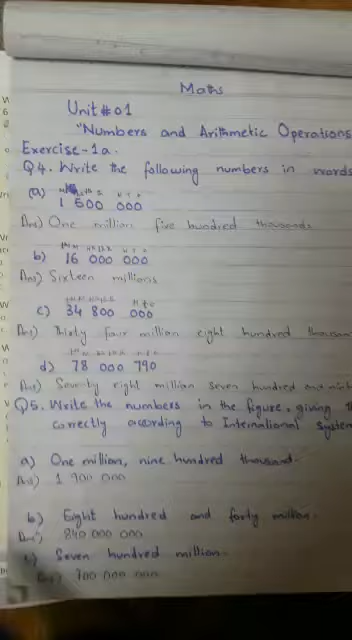 Maths
Unit # 01
"Numbers and Arithmetic Operations
Exercise-1a.
Q4. Write the following numbers in words
(a) 1 500 000
Ans) One million five hundred thousands
b) 16 000 000
Ans) Sixteen millions
c) 34 800 000
Ans) Thirty four million eight hundred thousan
d) 78 000 790
Ans) Seventy eight million seven hundred and nine
Q5. Write the numbers in the figure, giving th
correctly according to International system
a) One million, nine hundred thousand.
Ans) 1 900 000
b) Eight hundred and forty million.
Ans) 840 000 000
c) Seven hundred million.
Ans) 700 000 000